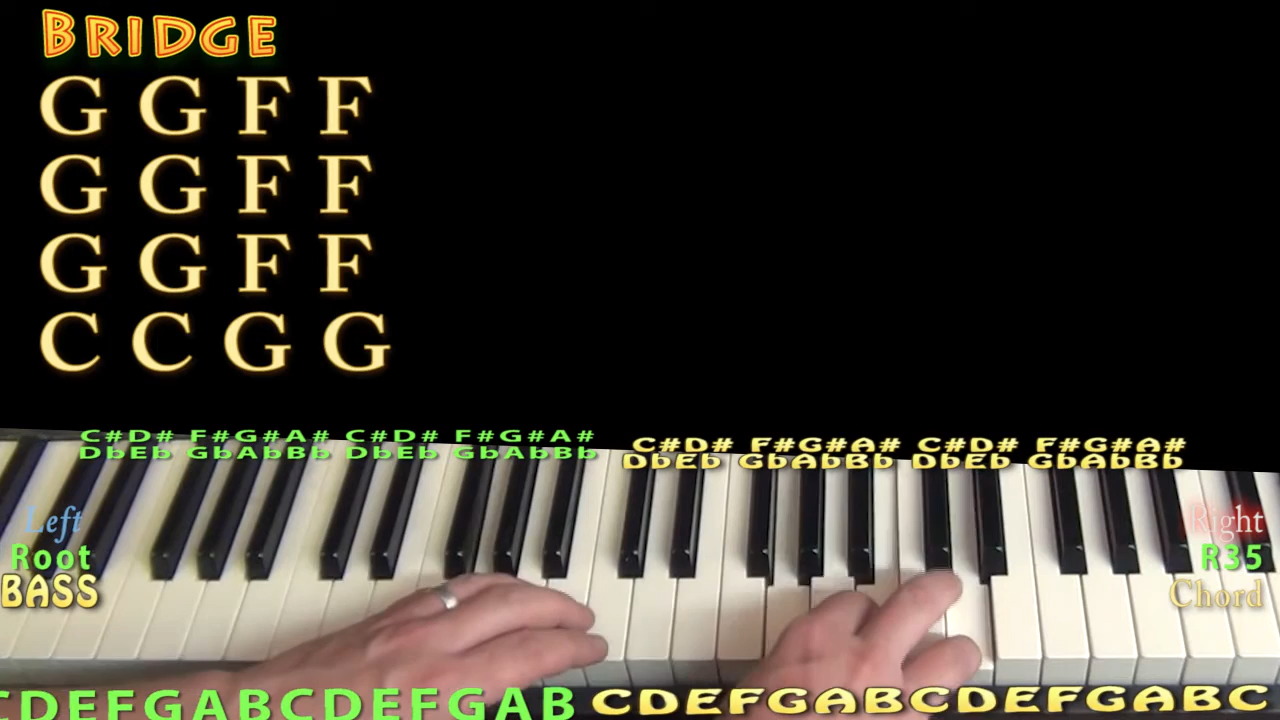 BRIDGE
G G F F
G G F F
G G F F
C C G G
C#D# F#G#A# C#D# F#G#A#
DbEb GbAbBb DbEb GbAbBb
C#D# F#G#A# C#D# F#G#A#
DbEb GbAbBb DbEb GbAbBb
Left
Root
BASS
Right
R35
Chord
CDEFGABCDEFGAB
CDEFGABCDEFGABC